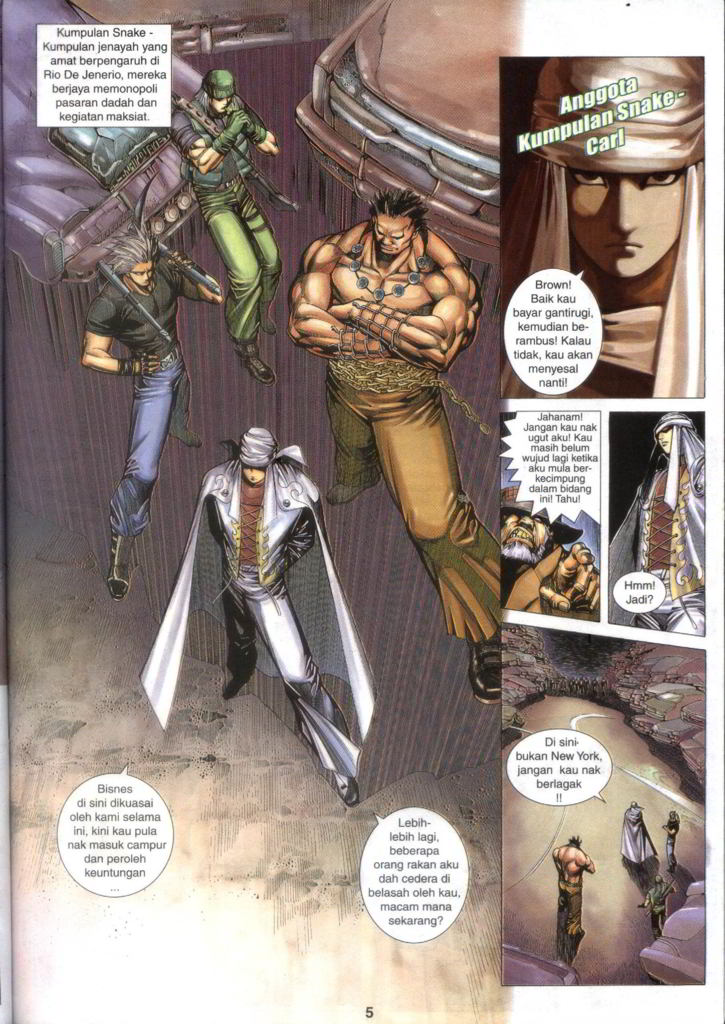 Kumpulan Snake -
Kumpulan jenayah yang
amat berpengaruh di
Rio De Jenerio, mereka
berjaya memonopoli
pasaran dadah dan
kegiatan maksiat.
Bisnes
di sini dikuasai
oleh kami selama
ini, kini kau pula
nak masuk campur
dan peroleh
keuntungan
...
Lebih-
lebih lagi,
beberapa
orang rakan aku
dah cedera di
belasah oleh kau,
macam mana
sekarang?
Anggota
Kumpulan Snake -
Carl
Brown!
Baik kau
bayar gantirugi,
kemudian be-
rambus! Kalau
tidak, kau akan
menyesal
nanti!
Jahanam!
Jangan kau nak
ugut aku! Kau
masih belum
wujud lagi ketika
aku mula ber-
kecimpung
dalam bidang
ini! Tahu!
Hmm!
Jadi?
Di sini
bukan New York,
jangan kau nak
berlagak
!!
5